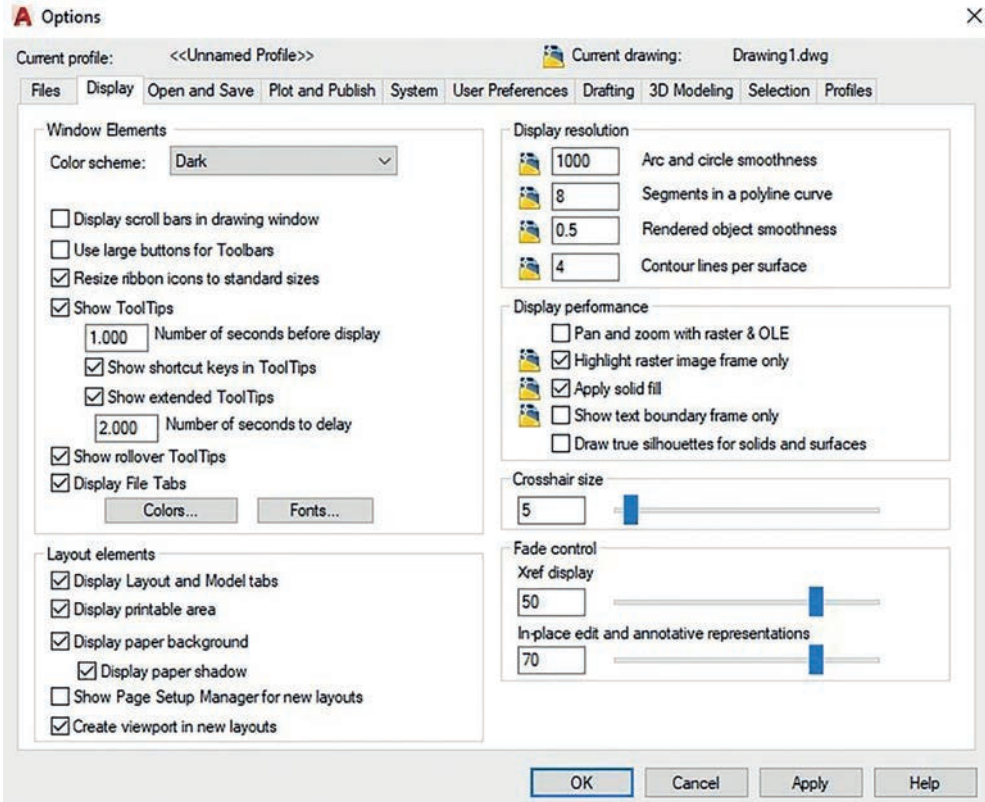 A Options
Current profile: <<Unnamed Profile>> Current drawing: Drawing1.dwg
Files Display Open and Save Plot and Publish System User Preferences Drafting 3D Modeling Selection Profiles
Window Elements
Color scheme: Dark
Display scroll bars in drawing window
Use large buttons for Toolbars
Resize ribbon icons to standard sizes
Show ToolTips
1.000 Number of seconds before display
Show shortcut keys in ToolTips
Show extended ToolTips
2.000 Number of seconds to delay
Show rollover ToolTips
Display File Tabs
Colors... Fonts...
Layout elements
Display Layout and Model tabs
Display printable area
Display paper background
Display paper shadow
Show Page Setup Manager for new layouts
Create viewport in new layouts
Display resolution
1000 Arc and circle smoothness
8 Segments in a polyline curve
0.5 Rendered object smoothness
4 Contour lines per surface
Display performance
Pan and zoom with raster & OLE
Highlight raster image frame only
Apply solid fill
Show text boundary frame only
Draw true silhouettes for solids and surfaces
Crosshair size
5
Fade control
Xref display
50
In-place edit and annotative representations
70
OK Cancel Apply Help